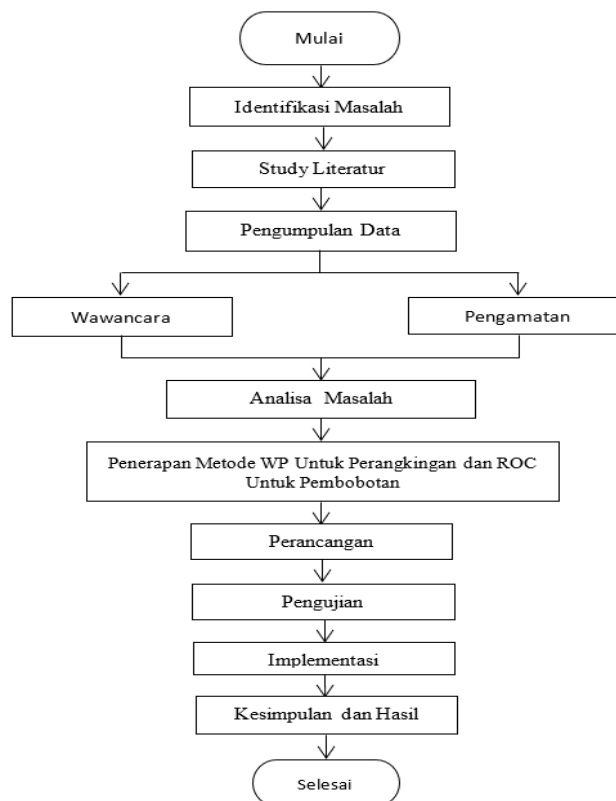 Mulai
Identifikasi Masalah
Study Literatur
Pengumpulan Data
Wawancara
Pengamatan
Analisa Masalah
Penerapan Metode WP Untuk Perangkingan dan ROC
Untuk Pembobotan
Perancangan
Pengujian
Implementasi
Kesimpulan dan Hasil
Selesai